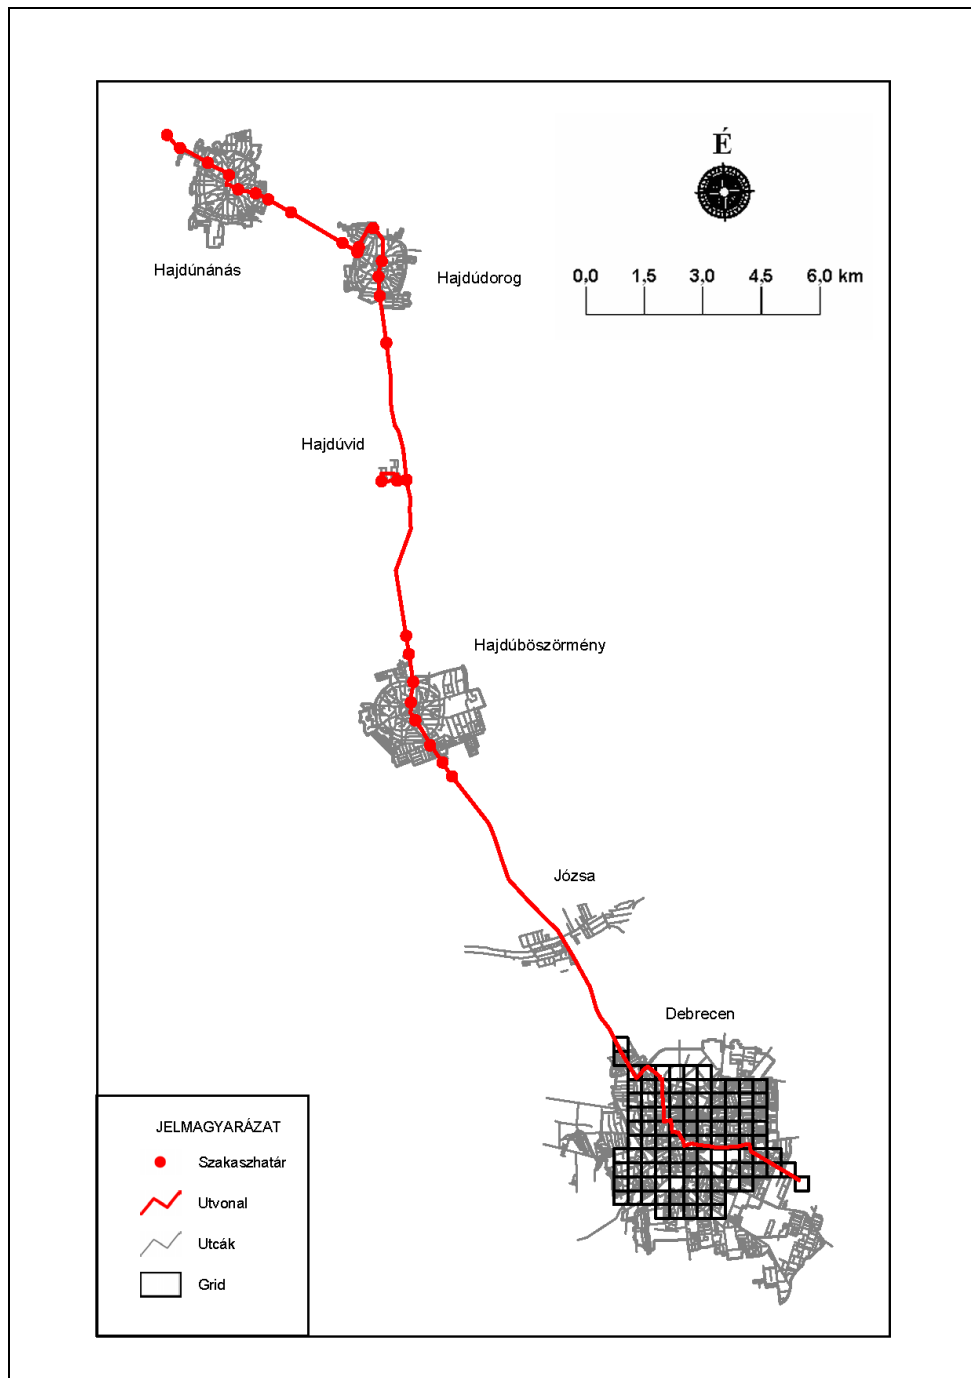 É
Hajdúnánás
Hajdúdorog
0,0 1,5 3,0 4,5 6,0 km
Hajdúvid
Hajdúböszörmény
Józsa
Debrecen
JELMAGYARÁZAT
Szakaszhatár
Utvonal
Utcák
Grid